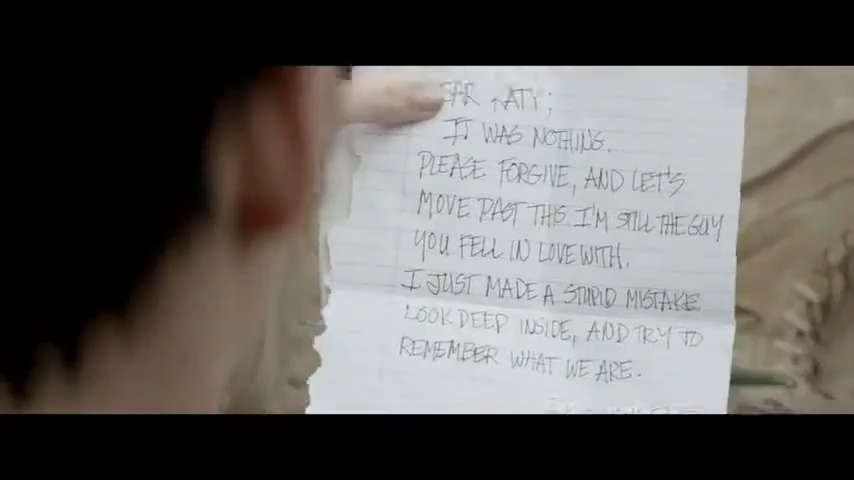 IT WAS NOTHING.
PLEASE FORGIVE, AND LET'S
MOVE PAST THIS. I'M STILL THE GUY
YOU FELL IN LOVE WITH.
I JUST MADE A STUPID MISTAKE
LOOK DEEP INSIDE, AND TRY TO
REMEMBER WHAT WE ARE.